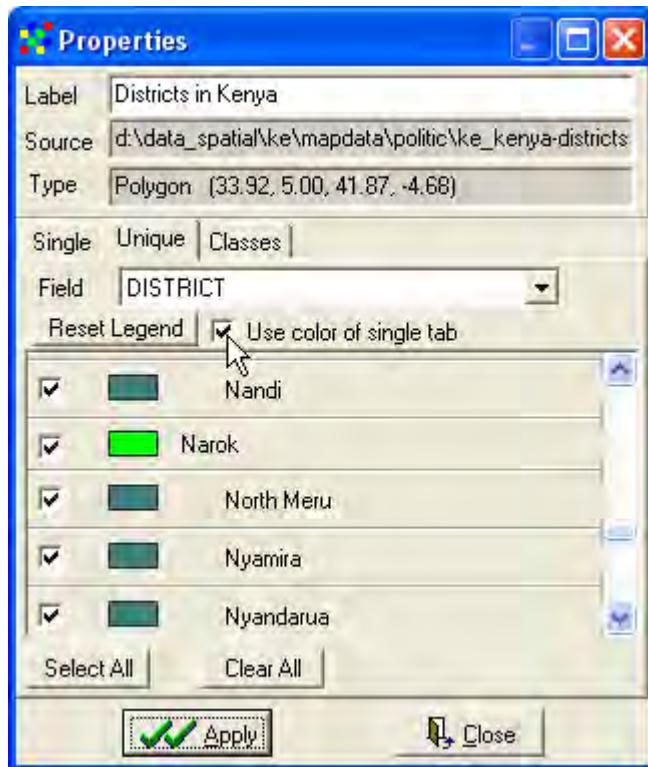 Properties
Label Districts in Kenya
Source d:\data_spatial\ke\mapdata\politic\ke_kenya-districts
Type Polygon (33.92, 5.00, 41.87, -4.68)
Single Unique Classes
Field DISTRICT
Reset Legend Use color of single tab
Nandi
Narok
North Meru
Nyamira
Nyandarua
Select All Clear All
Apply Close